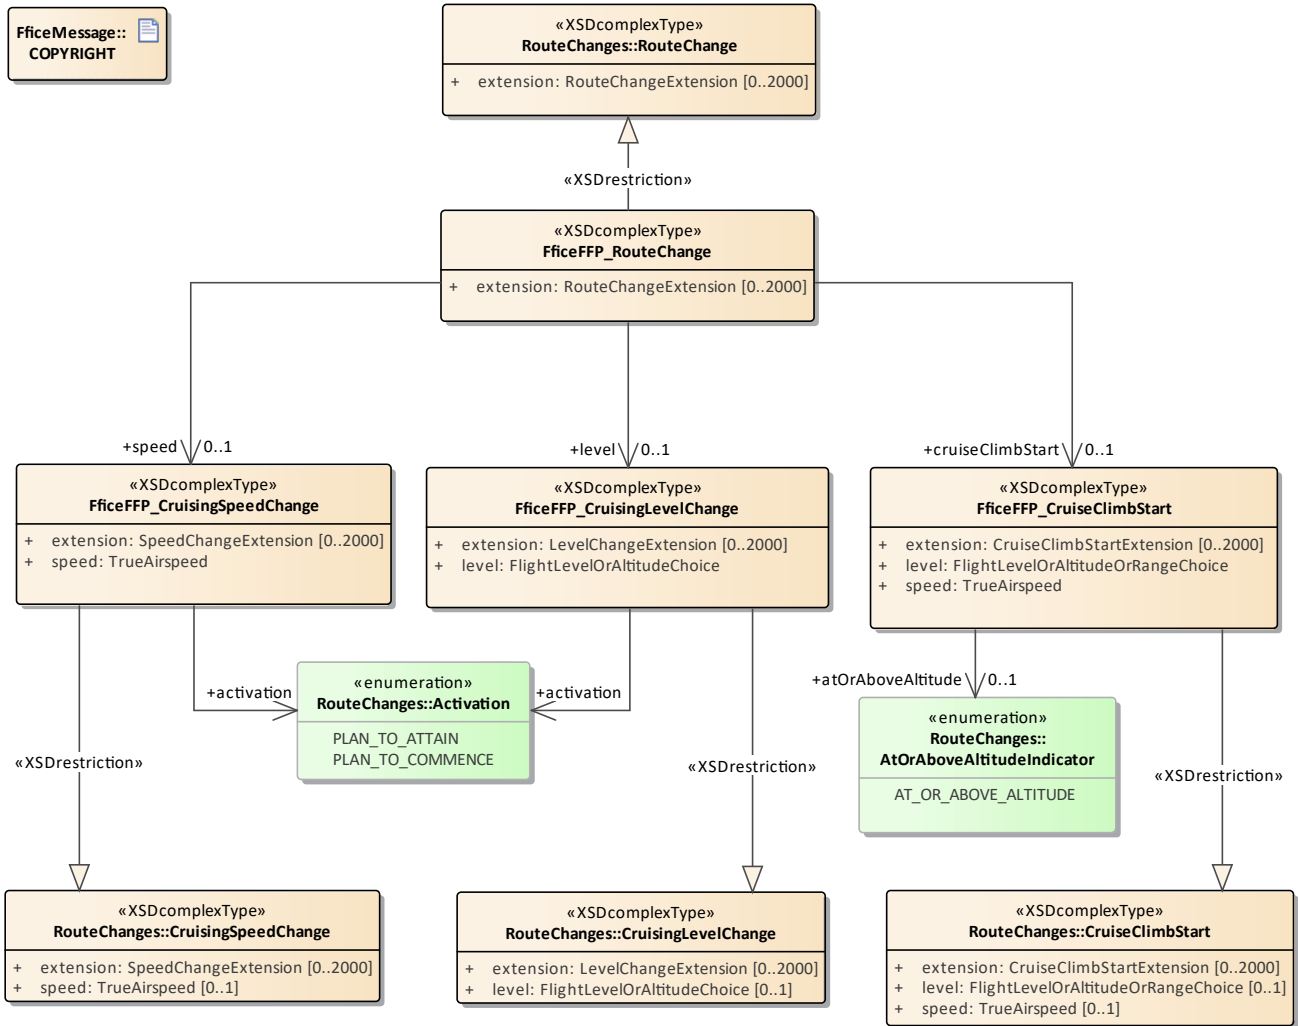 FficeMessage::
COPYRIGHT
«XSDcomplexType»
RouteChanges::RouteChange
+ extension: RouteChangeExtension [0..2000]
«XSDrestriction»
«XSDcomplexType»
FficeFFP_RouteChange
+ extension: RouteChangeExtension [0..2000]
+speed 0..1
+level 0..1
+cruiseClimbStart 0..1
«XSDcomplexType»
FficeFFP_CruisingSpeedChange
+ extension: SpeedChangeExtension [0..2000]
+ speed: TrueAirspeed
«XSDcomplexType»
FficeFFP_CruisingLevelChange
+ extension: LevelChangeExtension [0..2000]
+ level: FlightLevelOrAltitudeChoice
«XSDcomplexType»
FficeFFP_CruiseClimbStart
+ extension: CruiseClimbStartExtension [0..2000]
+ level: FlightLevelOrAltitudeOrRangeChoice
+ speed: TrueAirspeed
+activation
«enumeration»
RouteChanges::Activation
PLAN_TO_ATTAIN
PLAN_TO_COMMENCE
+activation
+atOrAboveAltitude 0..1
«enumeration»
RouteChanges::
AtOrAboveAltitudeIndicator
AT_OR_ABOVE_ALTITUDE
«XSDrestriction»
«XSDrestriction»
«XSDrestriction»
«XSDcomplexType»
RouteChanges::CruisingSpeedChange
+ extension: SpeedChangeExtension [0..2000]
+ speed: TrueAirspeed [0..1]
«XSDcomplexType»
RouteChanges::CruisingLevelChange
+ extension: LevelChangeExtension [0..2000]
+ level: FlightLevelOrAltitudeChoice [0..1]
«XSDcomplexType»
RouteChanges::CruiseClimbStart
+ extension: CruiseClimbStartExtension [0..2000]
+ level: FlightLevelOrAltitudeOrRangeChoice [0..1]
+ speed: TrueAirspeed [0..1]